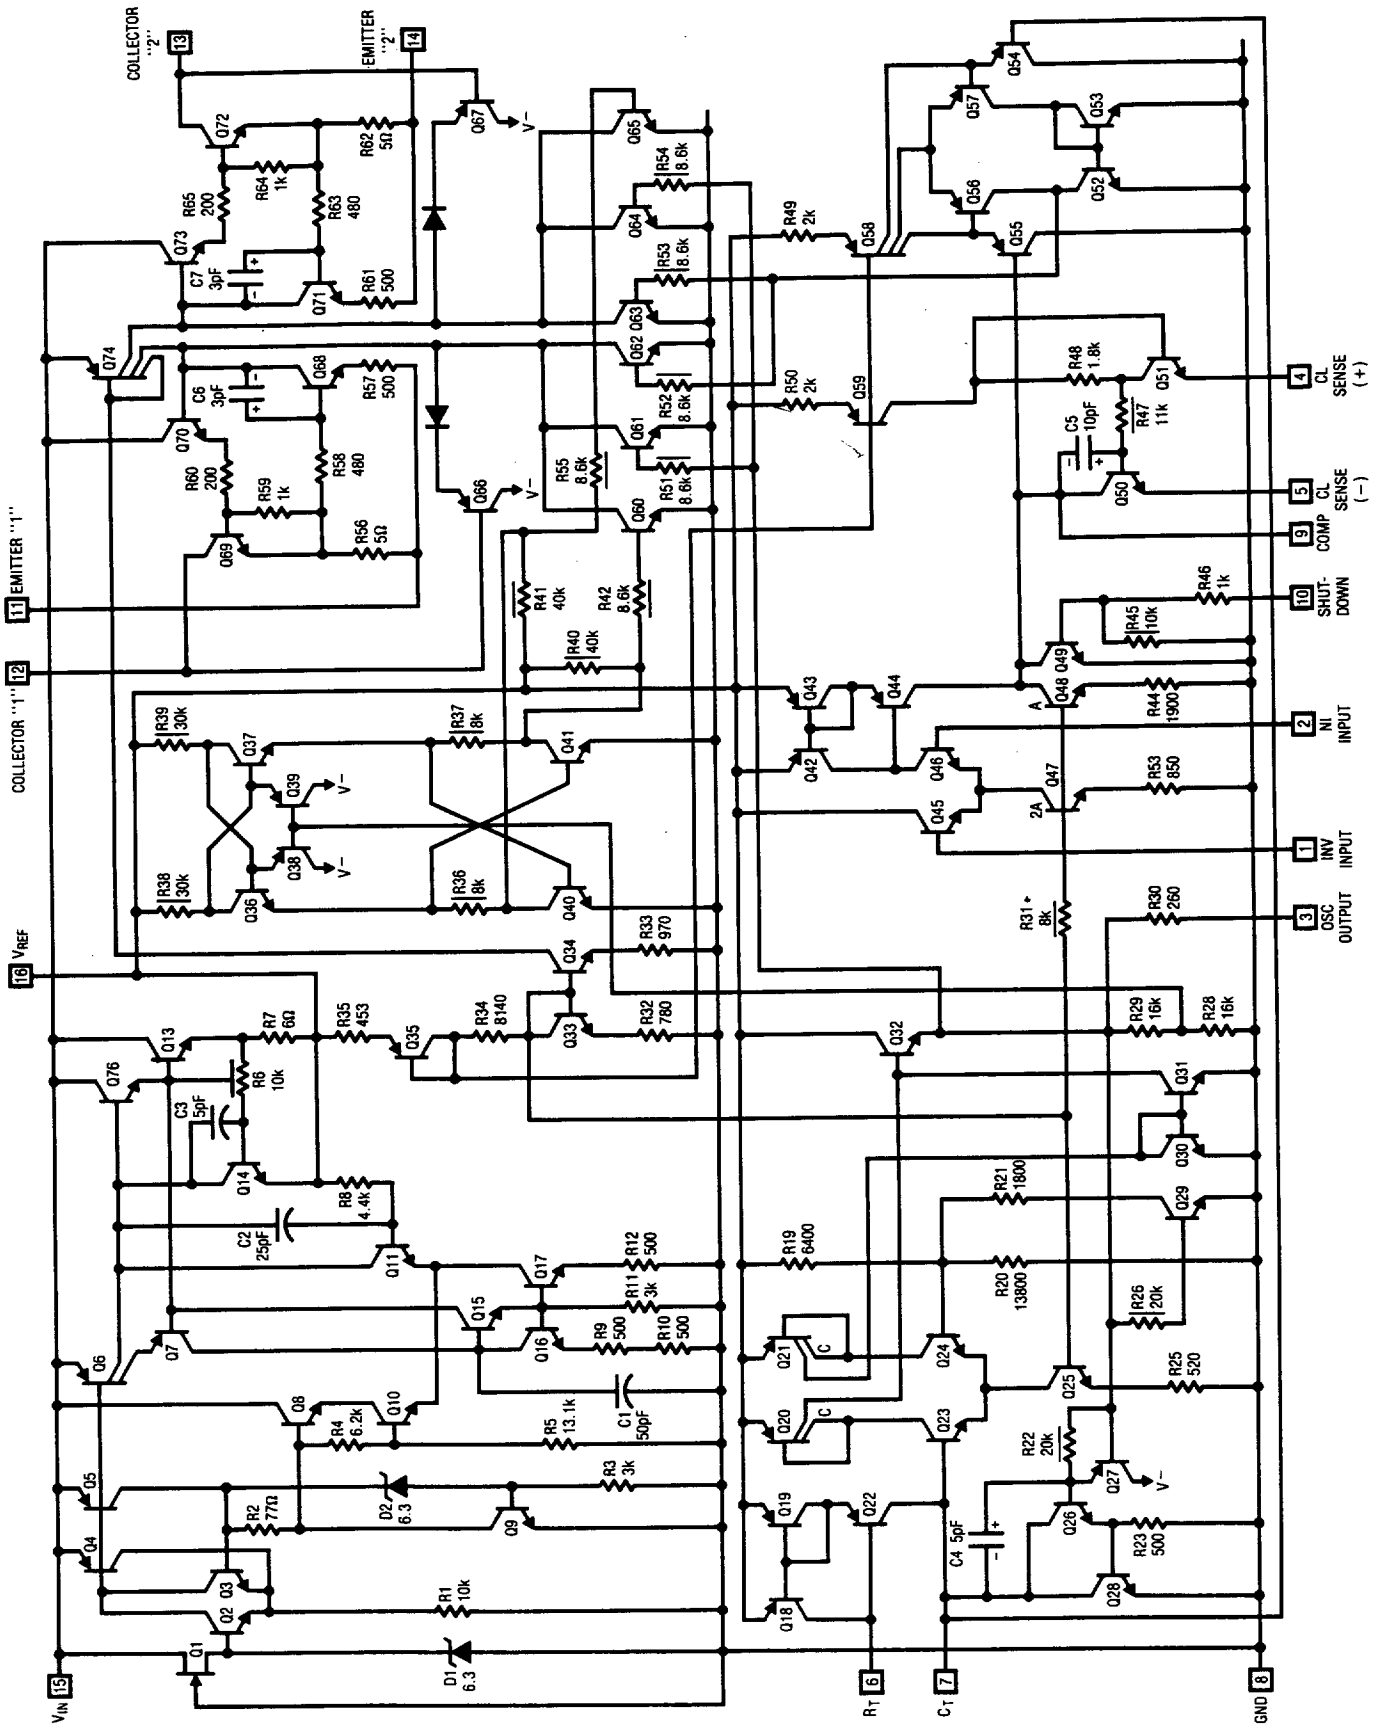 COLLECTOR "2"
13
EMITTER "2"
14
11 EMITTER "1"
12
COLLECTOR "1"
16 VREF
15
VIN
Q72
R62
5Ω
Q67
V-
R65
200
R64
1k
R63
480
Q73
C7
3pF
+
-
Q71
R61
500
Q74
C6
3pF
-
+
Q68
R57
500
Q70
R60
200
R58
480
R59
1k
Q69
R56
5Ω
Q66
V-
Q65
R54
8.6k
Q64
R53
8.6k
Q63
Q62
R52
8.6k
Q61
R55
8.6k
R51
8.6k
Q60
R41
40k
R42
8.6k
R40
40k
R39
30k
Q37
R37
8k
Q41
Q39
V-
Q38
V-
R38
30k
Q36
R36
8k
Q40
Q34
R33
970
R35
453
R34
8140
Q33
R32
780
Q35
Q13
R7
6Ω
Q76
R6
10k
C3
5pF
Q14
R8
4.4k
C2
25pF
Q11
Q17
R12
500
Q15
R11
3k
Q6
Q7
Q16
R9
500
R10
500
Q8
Q10
R4
6.2k
R5
13.1k
C1
50pF
Q5
R2
77Ω
D2
6.3
Q9
R3
3k
Q4
Q3
Q2
R1
10k
Q1
D1
6.3
Q54
Q57
Q53
Q56
Q52
R49
2k
Q58
Q55
R50
2k
Q59
R48
1.8k
Q51
4
CL
SENSE
(+)
C5
10pF
-
+
R47
11k
Q50
5
CL
SENSE
(-)
9
COMP
R46
1k
10
SHUT-
DOWN
R45
10k
Q49
Q43
Q44
A
Q48
R44
1900
2
NI
INPUT
Q42
Q46
Q47
2A
R53
850
Q45
1
INV
INPUT
R31*
8k
R30
260
3
OSC
OUTPUT
R29
16k
R28
16k
Q32
Q31
Q30
R21
1800
Q29
R19
6400
R20
13800
R26
20k
Q21
C
Q24
Q25
R25
520
Q20
C
Q23
R22
20k
Q27
V-
Q19
Q22
C4 5pF
-
+
Q26
R23
500
Q28
Q18
6
RT
7
CT
8
GND